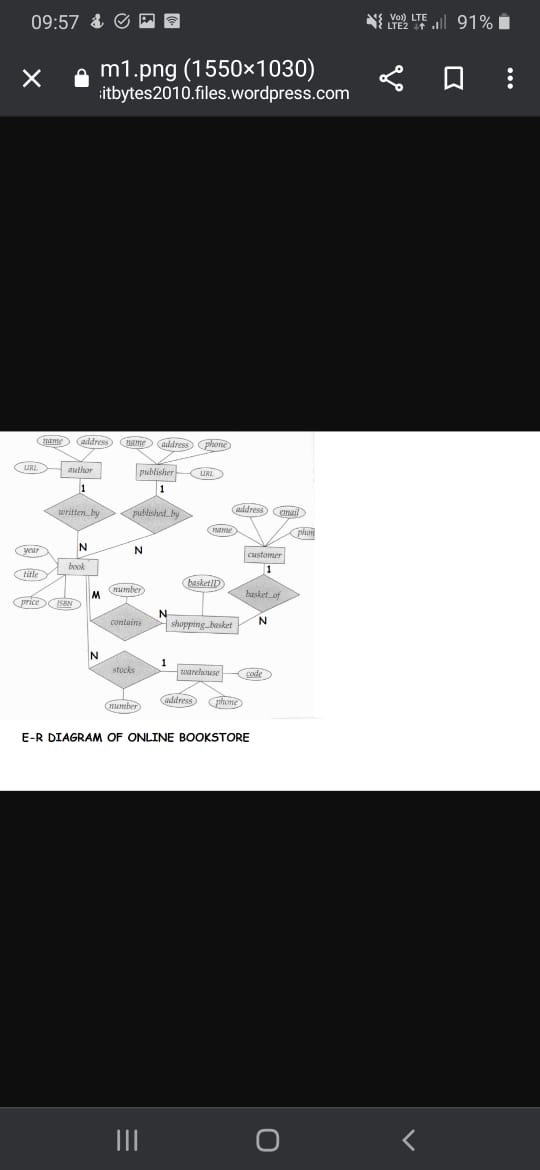 09:57
Vo)) LTE
LTE2
91%
m1.png (1550×1030)
sitbytes2010.files.wordpress.com
name address name address phone
URL author publisher URL
1 1
written_by published_by address email
name phon
N N
year book customer
title 1
basketID
price ISBN M number basket_of
contains N shopping_basket N
N 1
stocks warehouse code
number address phone
E-R DIAGRAM OF ONLINE BOOKSTORE